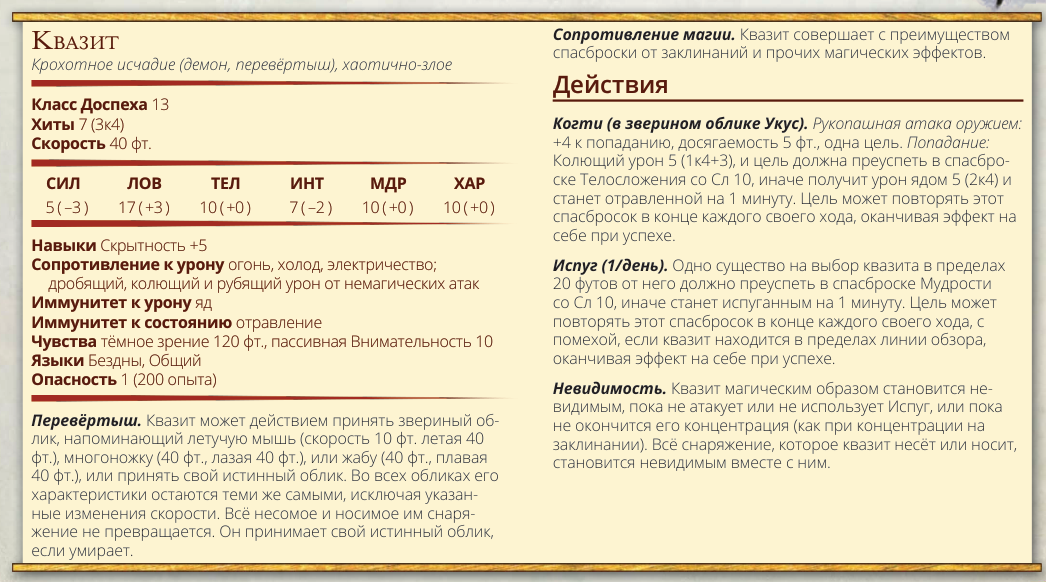 Квазит
Крохотное исчадие (демон, перевёртыш), хаотично-злое
Класс Доспеха 13
Хиты 7 (3к4)
Скорость 40 фт.
СИЛ ЛОВ ТЕЛ ИНТ МДР ХАР
5 (–3) 17 (+3) 10 (+0) 7 (–2) 10 (+0) 10 (+0)
Навыки Скрытность +5
Сопротивление к урону огонь, холод, электричество;
дробящий, колющий и рубящий урон от немагических атак
Иммунитет к урону яд
Иммунитет к состоянию отравление
Чувства тёмное зрение 120 фт., пассивная Внимательность 10
Языки Бездны, Общий
Опасность 1 (200 опыта)
Перевёртыш. Квазит может действием принять звериный об-
лик, напоминающий летучую мышь (скорость 10 фт. летая 40
фт.), многоножку (40 фт., лазая 40 фт.), или жабу (40 фт., плавая
40 фт.), или принять свой истинный облик. Во всех обликах его
характеристики остаются теми же самыми, исключая указан-
ные изменения скорости. Всё несомое и носимое им снаря-
жение не превращается. Он принимает свой истинный облик,
если умирает.
Сопротивление магии. Квазит совершает с преимуществом
спасброски от заклинаний и прочих магических эффектов.
Действия
Когти (в зверином облике Укус). Рукопашная атака оружием:
+4 к попаданию, досягаемость 5 фт., одна цель. Попадание:
Колющий урон 5 (1к4+3), и цель должна преуспеть в спасбро-
ске Телосложения со Сл 10, иначе получит урон ядом 5 (2к4) и
станет отравленной на 1 минуту. Цель может повторять этот
спасбросок в конце каждого своего хода, оканчивая эффект на
себе при успехе.
Испуг (1/день). Одно существо на выбор квазита в пределах
20 футов от него должно преуспеть в спасброске Мудрости
со Сл 10, иначе станет испуганным на 1 минуту. Цель может
повторять этот спасбросок в конце каждого своего хода, с
помехой, если квазит находится в пределах линии обзора,
оканчивая эффект на себе при успехе.
Невидимость. Квазит магическим образом становится не-
видимым, пока не атакует или не использует Испуг, или пока
не окончится его концентрация (как при концентрации на
заклинании). Всё снаряжение, которое квазит несёт или носит,
становится невидимым вместе с ним.